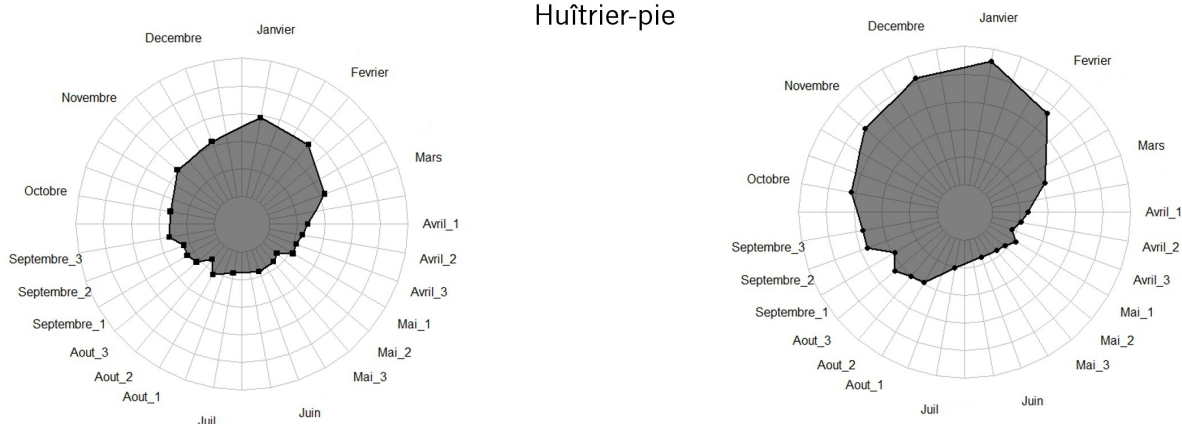 Huîtrier-pie
Janvier
Fevrier
Mars
Avril_1
Avril_2
Avril_3
Mai_1
Mai_2
Mai_3
Juin
Juil
Aout_1
Aout_2
Aout_3
Septembre_1
Septembre_2
Septembre_3
Octobre
Novembre
Decembre
Janvier
Fevrier
Mars
Avril_1
Avril_2
Avril_3
Mai_1
Mai_2
Mai_3
Juin
Juil
Aout_1
Aout_2
Aout_3
Septembre_1
Septembre_2
Septembre_3
Octobre
Novembre
Decembre